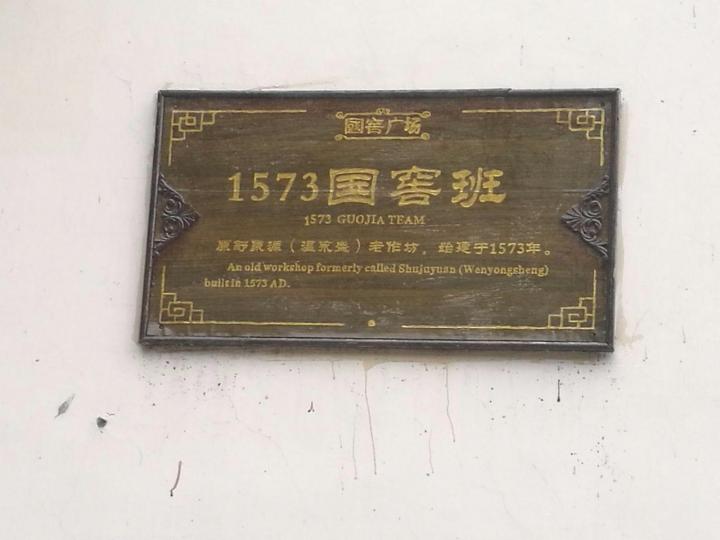 國窖广场
1573国窖班
1573 GUOJIA TEAM
原舒聚源（温永盛）老作坊，始建于1573年。
An old workshop formerly called Shujuyuan (Wenyongsheng)
built in 1573 AD.